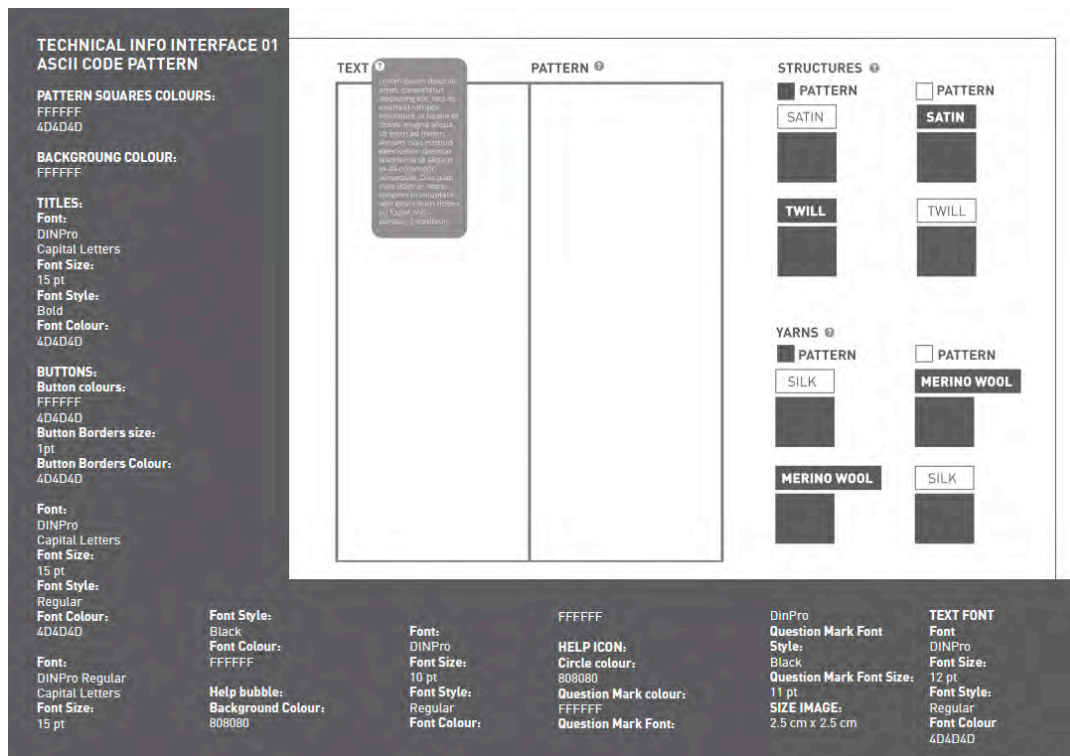 TECHNICAL INFO INTERFACE 01
ASCII CODE PATTERN
PATTERN SQUARES COLOURS:
FFFFFF
4D4D4D
BACKGROUNG COLOUR:
FFFFFF
TITLES:
Font:
DINPro
Capital Letters
Font Size:
15 pt
Font Style:
Bold
Font Colour:
4D4D4D
BUTTONS:
Button colours:
FFFFFF
4D4D4D
Button Borders size:
1pt
Button Borders Colour:
4D4D4D
Font:
DINPro
Capital Letters
Font Size:
15 pt
Font Style:
Regular
Font Colour:
4D4D4D
Font:
DINPro Regular
Capital Letters
Font Size:
15 pt
Font Style:
Black
Font Colour:
FFFFFF
Help bubble:
Background Colour:
808080
Font:
DINPro
Font Size:
10 pt
Font Style:
Regular
Font Colour:
FFFFFF
HELP ICON:
Circle colour:
808080
Question Mark colour:
FFFFFF
Question Mark Font:
DinPro
Question Mark Font
Style:
Black
Question Mark Font Size:
11 pt
SIZE IMAGE:
2.5 cm x 2.5 cm
TEXT FONT
Font
DINPro
Font Size:
12 pt
Font Style:
Regular
Font Colour
4D4D4D
TEXT ?
PATTERN ?
Lorem ipsum dolor sit
amet, consectetur
STRUCTURES ?
PATTERN PATTERN
SATIN SATIN
TWILL TWILL
YARNS ?
PATTERN PATTERN
SILK MERINO WOOL
MERINO WOOL SILK